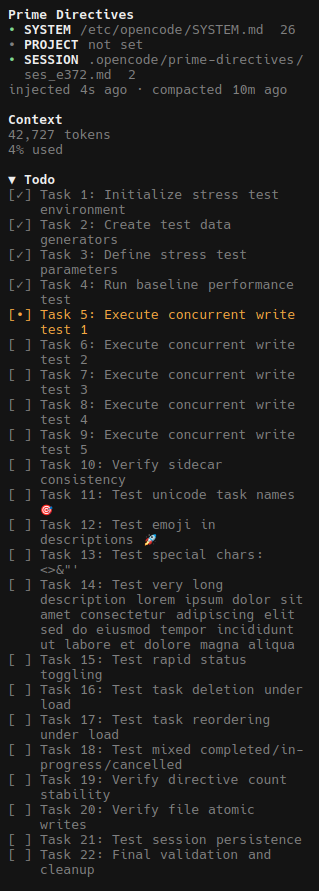 Prime Directives
• SYSTEM /etc/opencode/SYSTEM.md  26
• PROJECT not set
• SESSION .opencode/prime-directives/
ses_e372.md  2
injected 4s ago · compacted 10m ago
Context
42,727 tokens
4% used
▼ Todo
[✓] Task 1: Initialize stress test
environment
[✓] Task 2: Create test data
generators
[✓] Task 3: Define stress test
parameters
[✓] Task 4: Run baseline performance
test
[•] Task 5: Execute concurrent write
test 1
[ ] Task 6: Execute concurrent write
test 2
[ ] Task 7: Execute concurrent write
test 3
[ ] Task 8: Execute concurrent write
test 4
[ ] Task 9: Execute concurrent write
test 5
[ ] Task 10: Verify sidecar
consistency
[ ] Task 11: Test unicode task names
🎯
[ ] Task 12: Test emoji in
descriptions 🚀
[ ] Task 13: Test special chars:
<>&"'
[ ] Task 14: Test very long
description lorem ipsum dolor sit
amet consectetur adipiscing elit
sed do eiusmod tempor incididunt
ut labore et dolore magna aliqua
[ ] Task 15: Test rapid status
toggling
[ ] Task 16: Test task deletion under
load
[ ] Task 17: Test task reordering
under load
[ ] Task 18: Test mixed completed/in-
progress/cancelled
[ ] Task 19: Verify directive count
stability
[ ] Task 20: Verify file atomic
writes
[ ] Task 21: Test session persistence
[ ] Task 22: Final validation and
cleanup